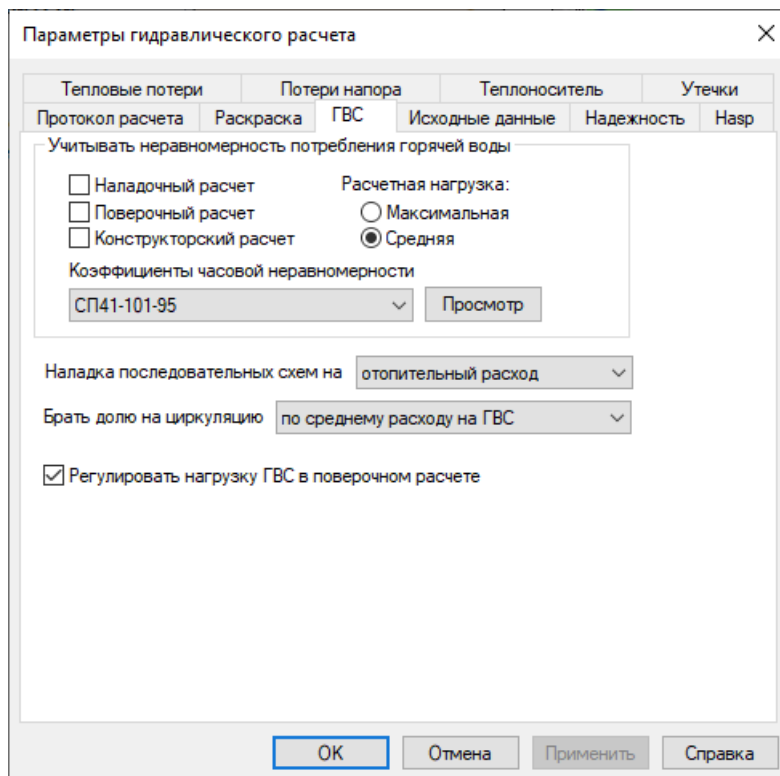 Параметры гидравлического расчета
Тепловые потери Потери напора Теплоноситель Утечки
Протокол расчета Раскраска ГВС Исходные данные Надежность Hasp
Учитывать неравномерность потребления горячей воды
Наладочный расчет Расчетная нагрузка:
Поверочный расчет Максимальная
Конструкторский расчет Средняя
Коэффициенты часовой неравномерности
СП41-101-95 Просмотр
Наладка последовательных схем на отопительный расход
Брать долю на циркуляцию по среднему расходу на ГВС
Регулировать нагрузку ГВС в поверочном расчете
OK Отмена Применить Справка